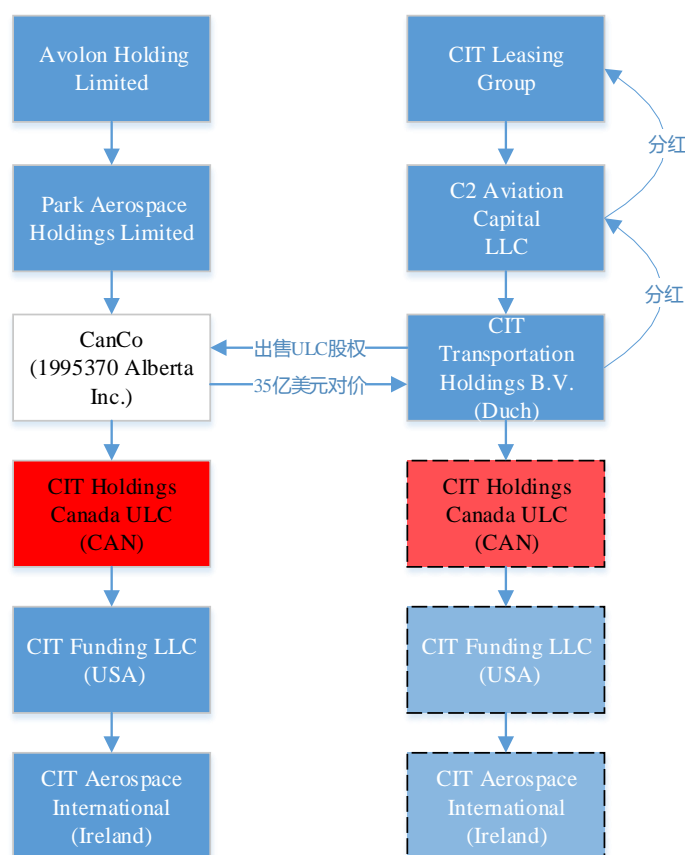 Avolon Holding
Limited
CIT Leasing
Group
分红
Park Aerospace
Holdings Limited
C2 Aviation
Capital
LLC
分红
CanCo
(1995370 Alberta
Inc.)
出售ULC股权
35亿美元对价
CIT
Transportation
Holdings B.V.
(Duch)
CIT Holdings
Canada ULC
(CAN)
CIT Holdings
Canada ULC
(CAN)
CIT Funding LLC
(USA)
CIT Funding LLC
(USA)
CIT Aerospace
International
(Ireland)
CIT Aerospace
International
(Ireland)